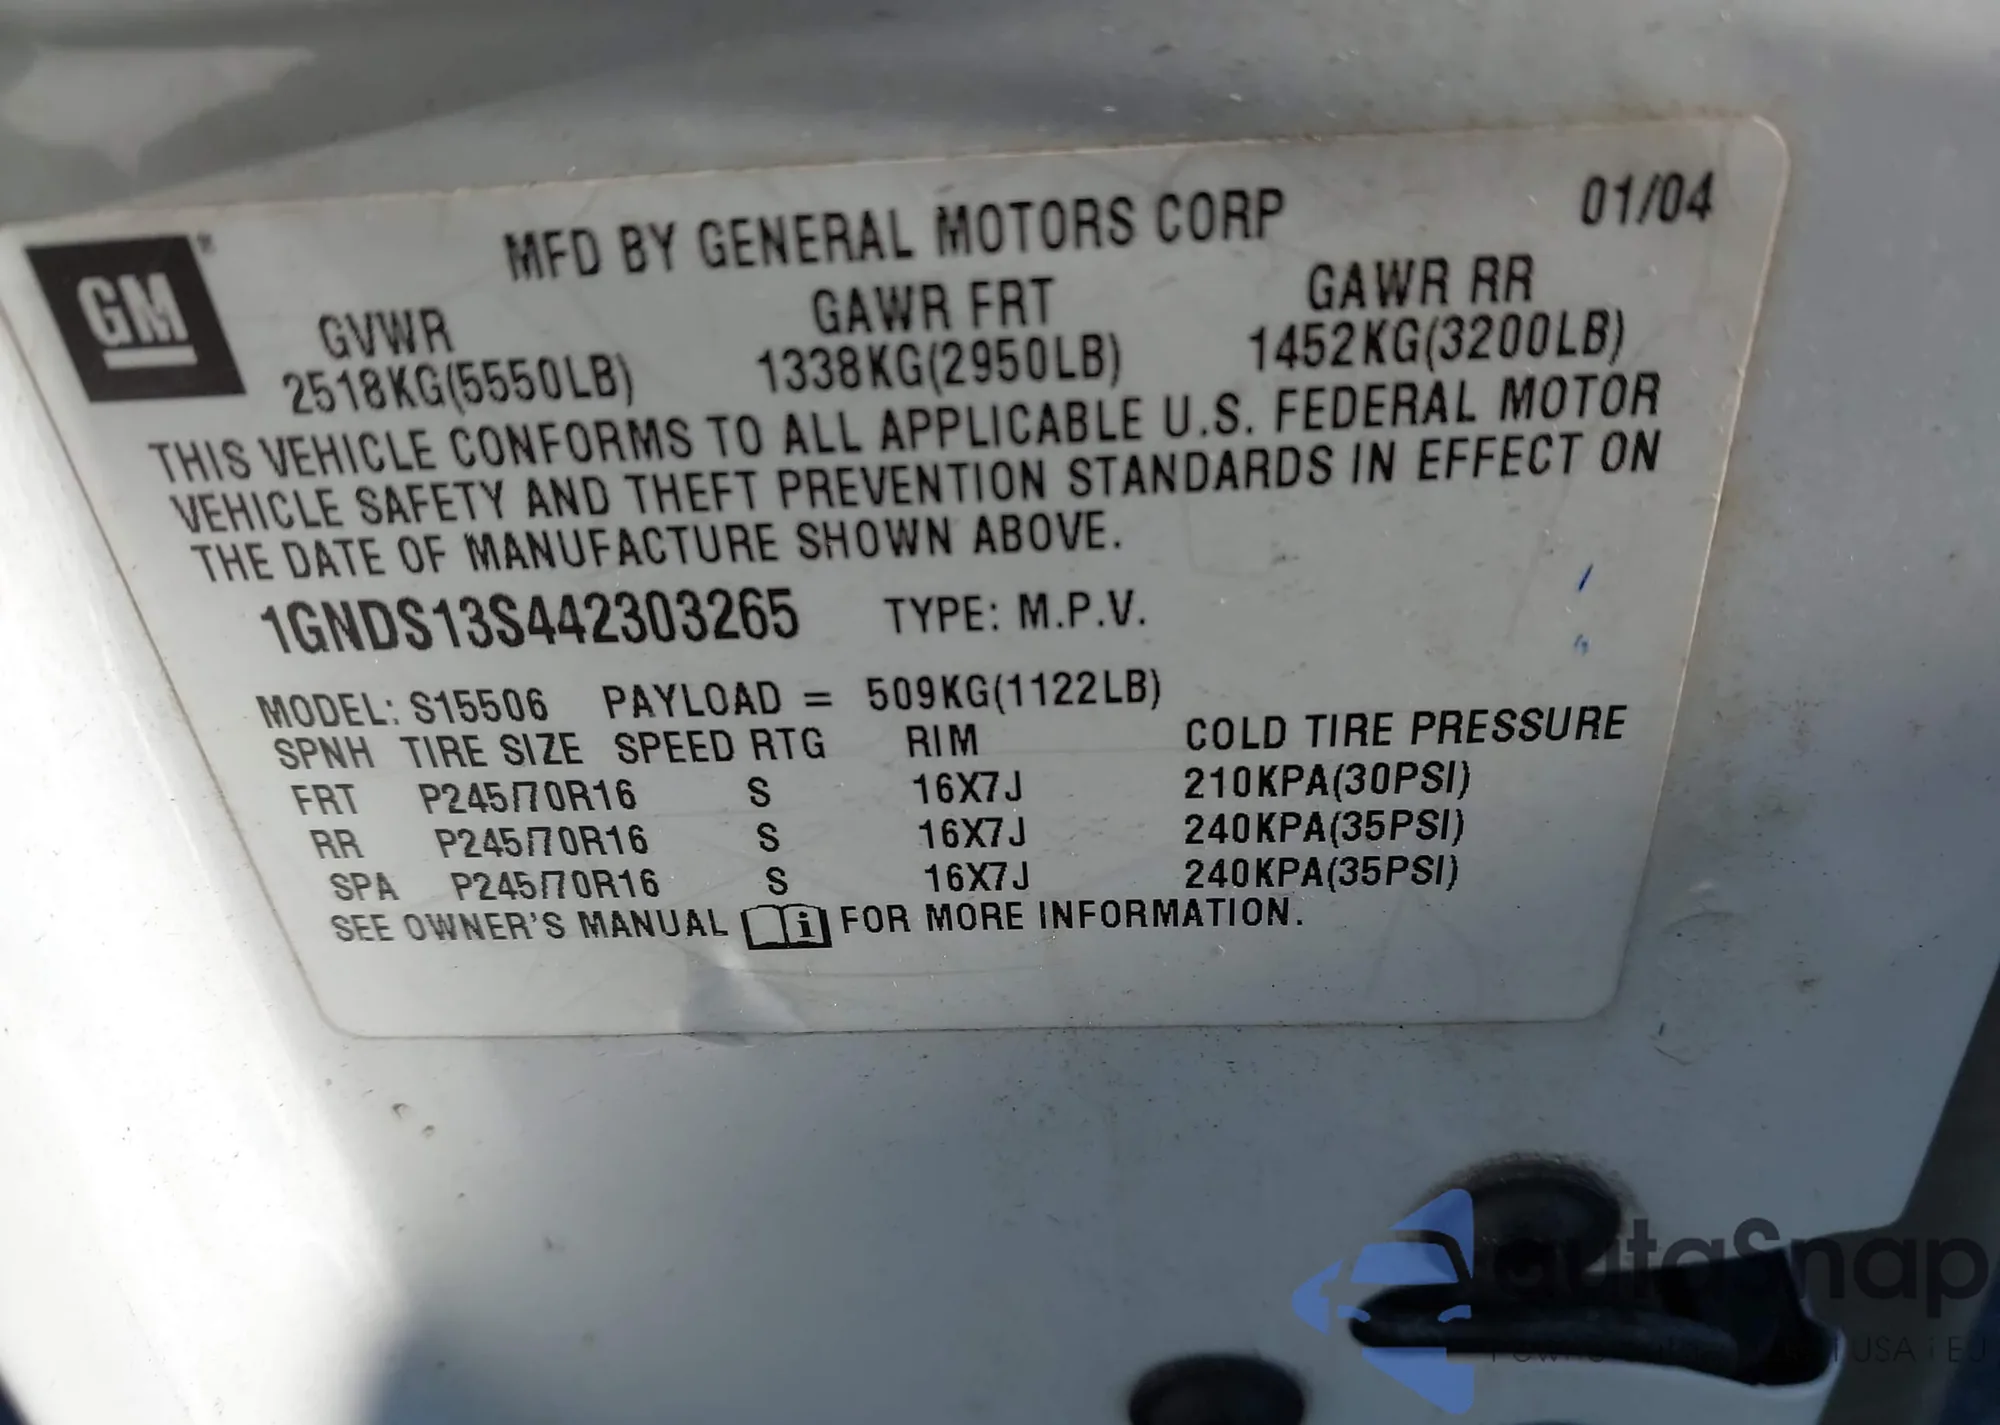 GM®
MFD BY GENERAL MOTORS CORP 01/04
GVWR GAWR FRT GAWR RR
2518KG(5550LB) 1338KG(2950LB) 1452KG(3200LB)
THIS VEHICLE CONFORMS TO ALL APPLICABLE U.S. FEDERAL MOTOR
VEHICLE SAFETY AND THEFT PREVENTION STANDARDS IN EFFECT ON
THE DATE OF MANUFACTURE SHOWN ABOVE.
1GNDS13S442303265 TYPE: M.P.V.
MODEL: S15506 PAYLOAD = 509KG(1122LB)
SPNH TIRE SIZE SPEED RTG RIM COLD TIRE PRESSURE
FRT P245/70R16 S 16X7J 210KPA(30PSI)
RR P245/70R16 S 16X7J 240KPA(35PSI)
SPA P245/70R16 S 16X7J 240KPA(35PSI)
SEE OWNER'S MANUAL i FOR MORE INFORMATION.
autaSnap
USA i EU